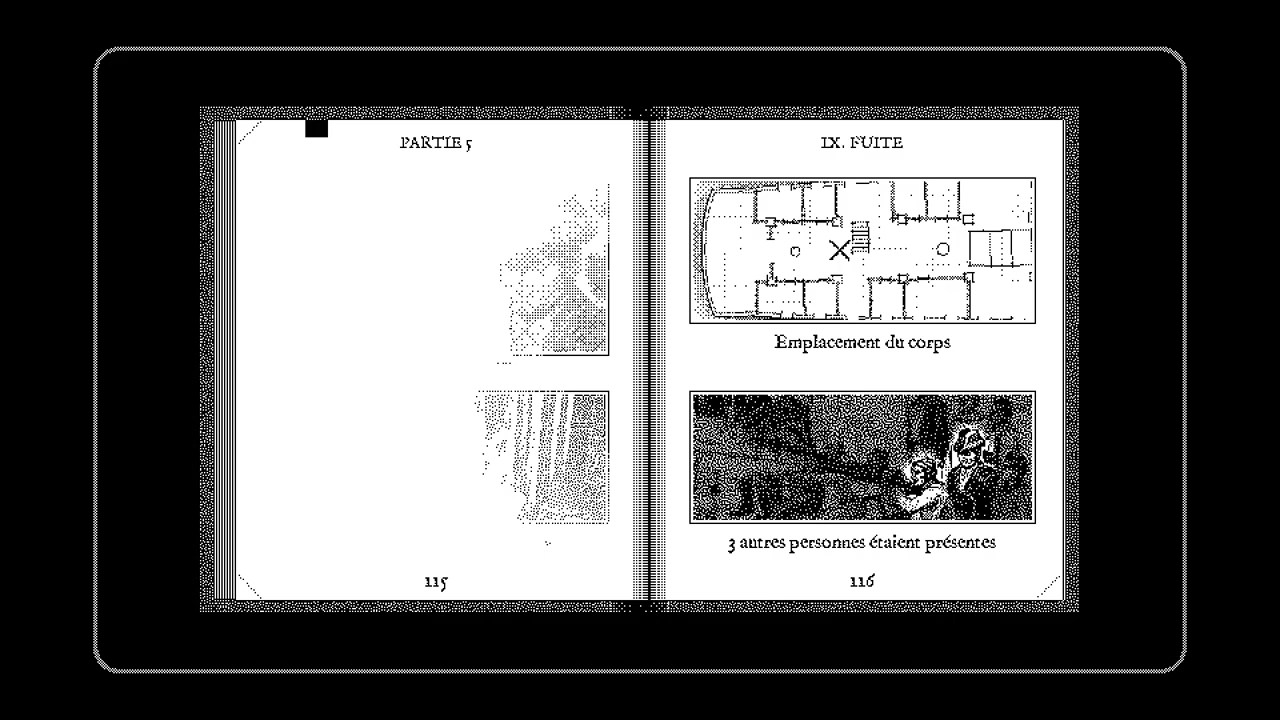 PARTIE 5
115
IX. FUITE
Emplacement du corps
3 autres personnes étaient présentes
116